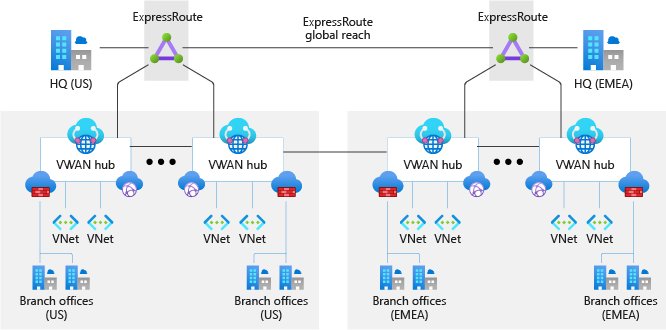 ExpressRoute
ExpressRoute
global reach
ExpressRoute
HQ (US)
HQ (EMEA)
VWAN hub
VWAN hub
VWAN hub
VWAN hub
VNet
VNet
VNet
VNet
VNet
VNet
VNet
VNet
Branch offices
(US)
Branch offices
(US)
Branch offices
(EMEA)
Branch offices
(EMEA)